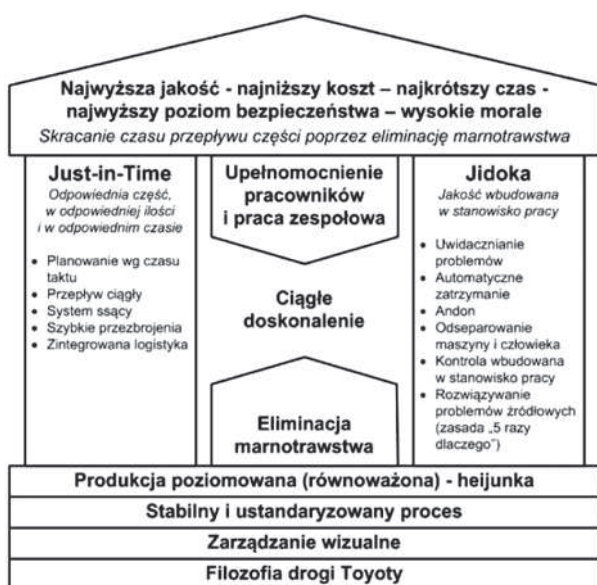 Najwyższa jakość - najniższy koszt – najkrótszy czas -
najwyższy poziom bezpieczeństwa – wysokie morale
Skracanie czasu przepływu części poprzez eliminację marnotrawstwa
Just-in-Time
Odpowiednia część,
w odpowiedniej ilości
i w odpowiednim czasie
• Planowanie wg czasu
taktu
• Przepływ ciągły
• System ssący
• Szybkie przezbrojenia
• Zintegrowana logistyka
Upełnomocnienie
pracowników
i praca zespołowa
Ciągłe
doskonalenie
Eliminacja
marnotrawstwa
Jidoka
Jakość wbudowana
w stanowisko pracy
• Uwidacznianie
problemów
• Automatyczne
zatrzymanie
• Andon
• Odseparowanie
maszyny i człowieka
• Kontrola wbudowana
w stanowisko pracy
• Rozwiązywanie
problemów źródłowych
(zasada „5 razy
dlaczego”)
Produkcja poziomowana (równoważona) - heijunka
Stabilny i ustandaryzowany proces
Zarządzanie wizualne
Filozofia drogi Toyoty